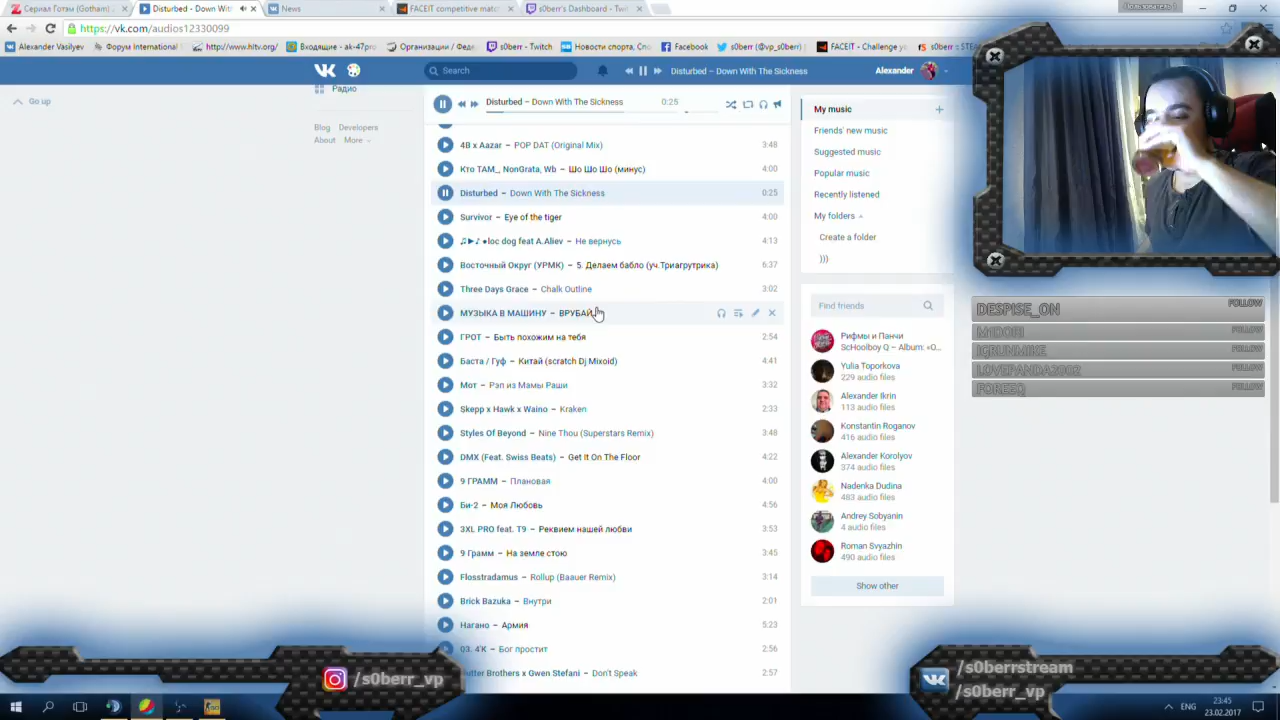 Сериал Готэм (Gotham)
Disturbed - Down With
News
FACEIT competitive matc
s0berr's Dashboard - Twi
https://vk.com/audios12330099
Alexander Vasilyev
Форум International
http://www.hltv.org/
Входящие - ak-47pro
Организации / Феде
s0berr - Twitch
Новости спорта, Спо
Facebook
s0berr (@vp_s0berr)
FACEIT - Challenge yo
s0berr :: STEA
Search
Disturbed – Down With The Sickness
Alexander
Go up
Радио
Blog Developers
About More
Disturbed – Down With The Sickness 0:25
4B x Aazar – POP DAT (Original Mix) 3:48
Кто ТАМ_, NonGrata, Wb – Шо Шо Шо (минус) 4:00
Disturbed – Down With The Sickness 0:25
Survivor – Eye of the tiger 4:00
♫►♪ ●loc dog feat A.Aliev – Не вернусь 4:13
Восточный Округ (УРМК) – 5. Делаем бабло (уч.Триагрутрика) 6:37
Three Days Grace – Chalk Outline 3:02
МУЗЫКА В МАШИНУ – ВРУБАЙ
ГРОТ – Быть похожим на тебя 2:54
Баста / Гуф – Китай (scratch Dj Mixoid) 4:41
Мот – Рэп из Мамы Раши 3:32
Skepp x Hawk x Waino – Kraken 2:33
Styles Of Beyond – Nine Thou (Superstars Remix) 3:48
DMX (Feat. Swiss Beats) – Get It On The Floor 4:22
9 ГРАММ – Плановая 4:00
Би-2 – Моя Любовь 4:56
3XL PRO feat. T9 – Реквием нашей любви 3:53
9 Грамм – На земле стою 3:45
Flosstradamus – Rollup (Baauer Remix) 3:14
Brick Bazuka – Внутри 2:01
Нагано – Армия 5:23
03. 4'K – Бог простит 2:56
utter Brothers x Gwen Stefani – Don't Speak 2:57
My music
Friends' new music
Suggested music
Popular music
Recently listened
My folders
Create a folder
)))
Find friends
Рифмы и Панчи
ScHoolboy Q – Album: «O...
Yulia Toporkova
229 audio files
Alexander Ikrin
113 audio files
Konstantin Roganov
416 audio files
Alexander Korolyov
374 audio files
Nadenka Dudina
483 audio files
Andrey Sobyanin
4 audio files
Roman Svyazhin
490 audio files
Show other
DESPISE_ON FOLLOW
M1DORI FOLLOW
FOLLOW
LOVEPANDA2002 FOLLOW
FOREEQ FOLLOW
/s0berr_vp
/s0berrstream
/s0berr_vp
ENG
23:45
23.02.2017